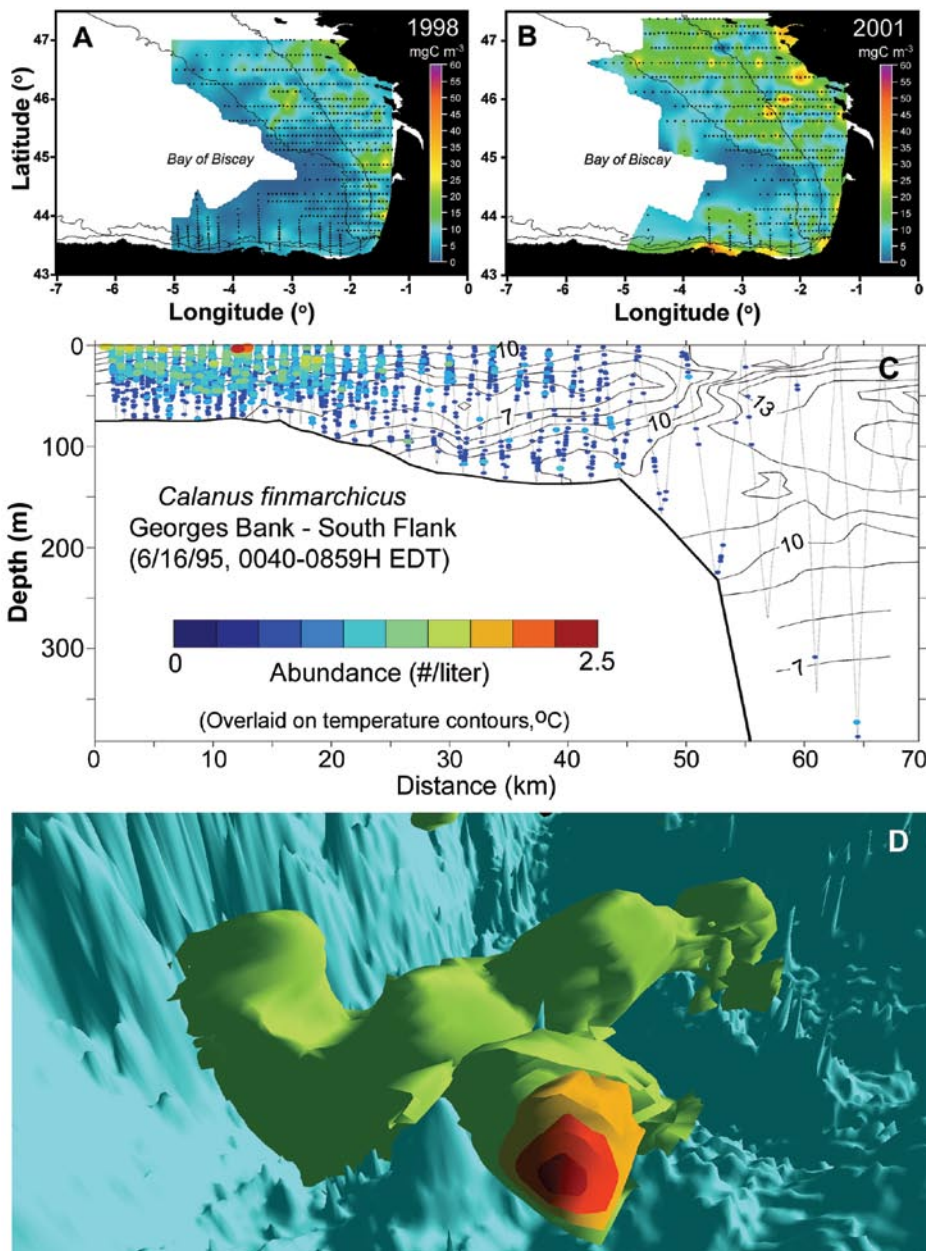 A
1998
mgC m⁻³
60
55
50
45
40
35
30
25
20
15
10
5
0
47
46
45
44
43
Latitude (º)
Bay of Biscay
-7 -6 -5 -4 -3 -2 -1 0
Longitude (º)
B
2001
mgC m⁻³
60
55
50
45
40
35
30
25
20
15
10
5
0
47
46
45
44
43
Bay of Biscay
-7 -6 -5 -4 -3 -2 -1 0
Longitude (º)
C
0
100
200
300
Depth (m)
10
7
10
13
10
7
Calanus finmarchicus
Georges Bank - South Flank
(6/16/95, 0040-0859H EDT)
0 2.5
Abundance (#/liter)
(Overlaid on temperature contours,ºC)
0 10 20 30 40 50 60 70
Distance (km)
D